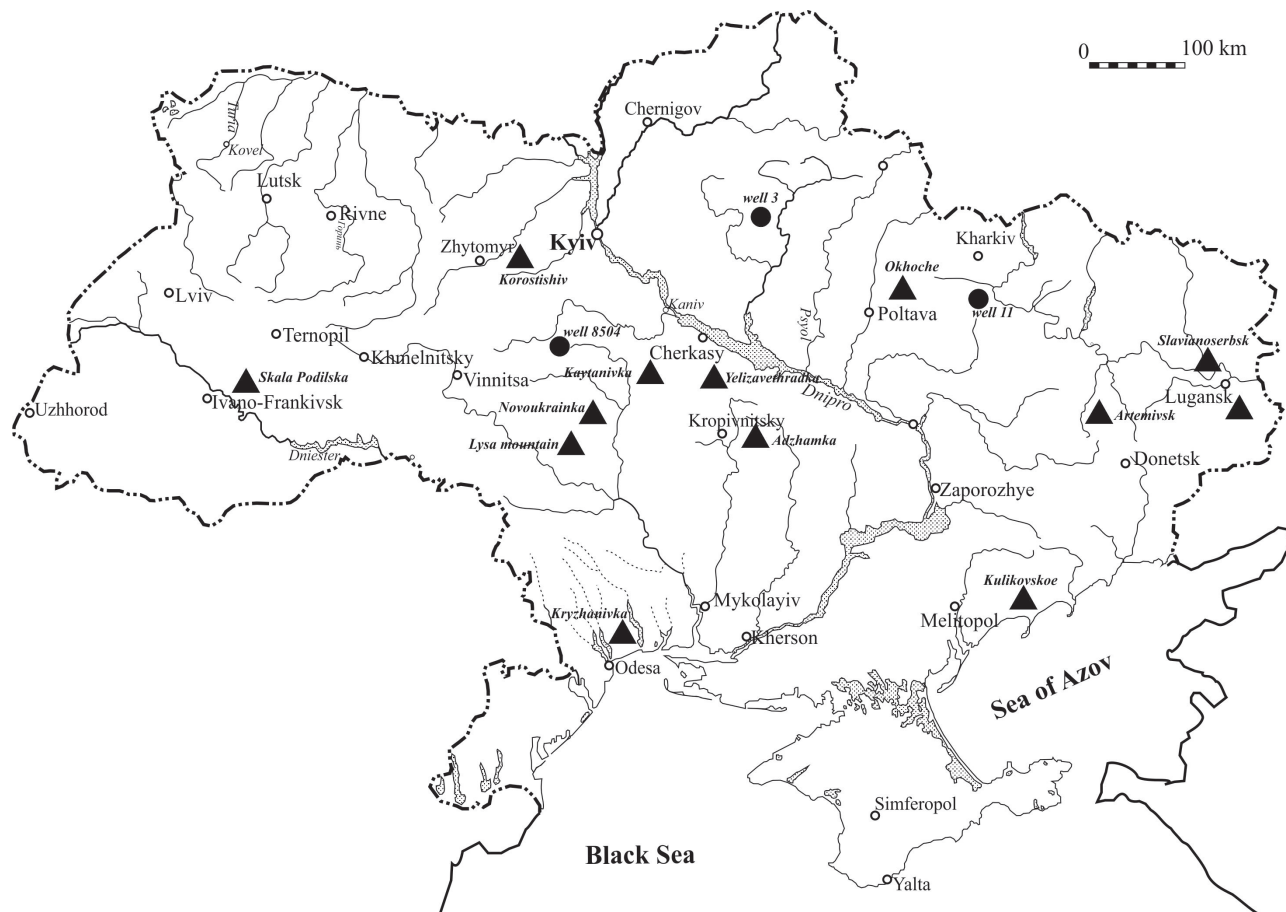 0 100 km
Chernigov
Turia
Kovel
Lutsk
Rivne
Горинь
well 3
Kyiv
Zhytomyr
Korostishiv
Kharkiv
Okhoche
well 11
Lviv
Kaniv
Psyol
Poltava
Ternopil
well 8504
Cherkasy
Slavianoserbsk
Khmelnitsky
Kaytanivka
Yelizavethradka
Vinnitsa
Skala Podilska
Dnipro
Lugansk
Ivano-Frankivsk
Uzhhorod
Novoukrainka
Artemivsk
Kropivnitsky
Lysa mountain
Adzhamka
Dniester
Donetsk
Zaporozhye
Kulikovskoe
Mykolayiv
Kryzhanivka
Melitopol
Kherson
Odesa
Sea of Azov
Simferopol
Black Sea
Yalta